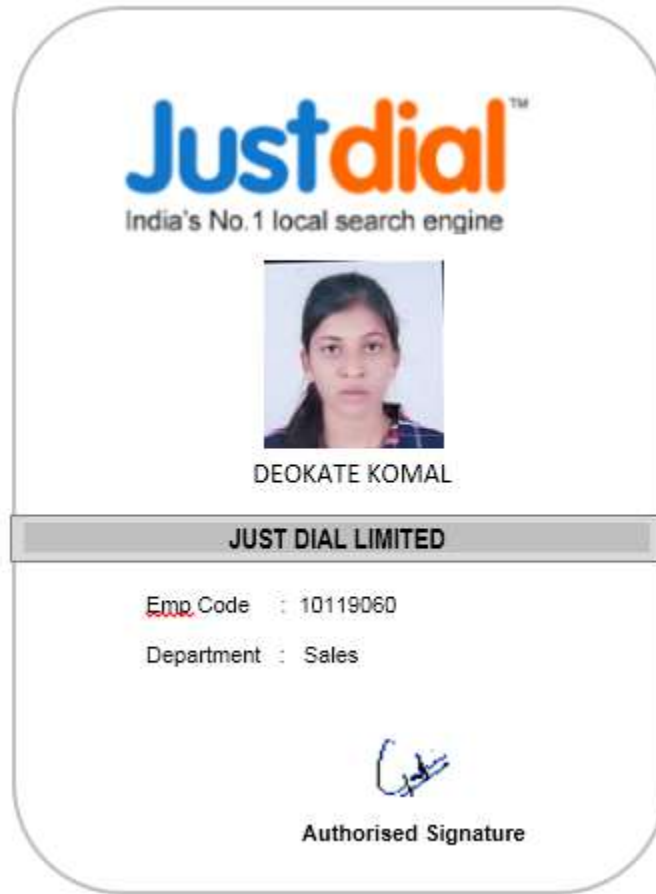 Justdial™
India's No.1 local search engine
DEOKATE KOMAL
JUST DIAL LIMITED
Emp Code : 10119060
Department : Sales
Authorised Signature